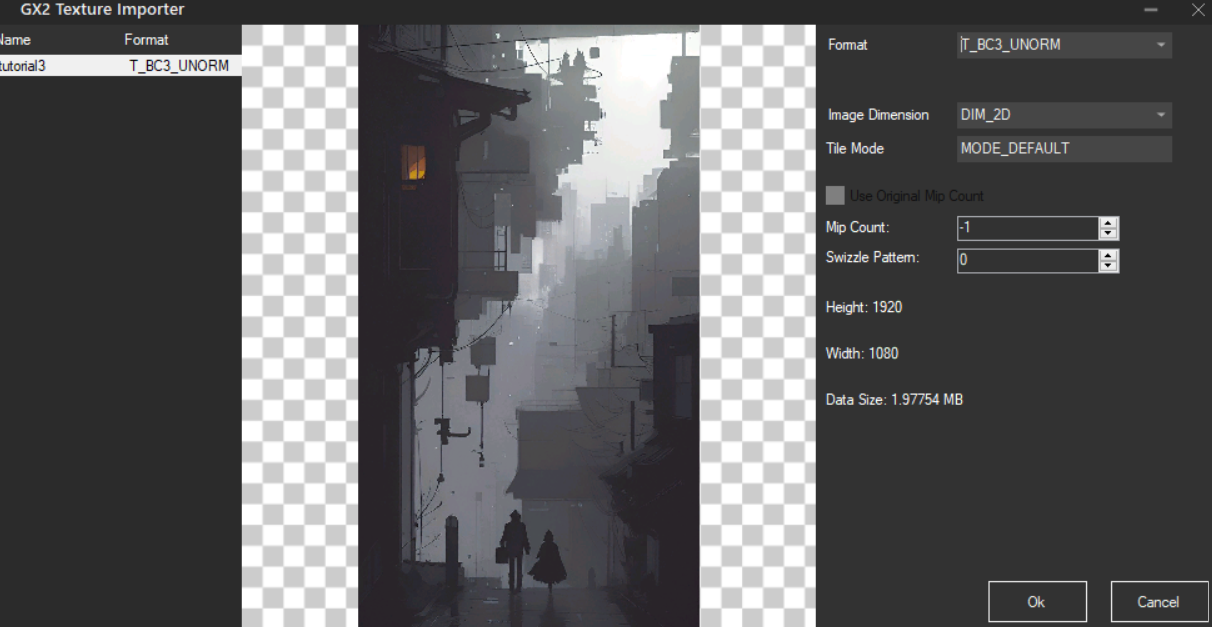 GX2 Texture Importer
Name Format
tutorial3 T_BC3_UNORM
Format T_BC3_UNORM
Image Dimension DIM_2D
Tile Mode MODE_DEFAULT
Use Original Mip Count
Mip Count: -1
Swizzle Pattern: 0
Height: 1920
Width: 1080
Data Size: 1.97754 MB
Ok Cancel